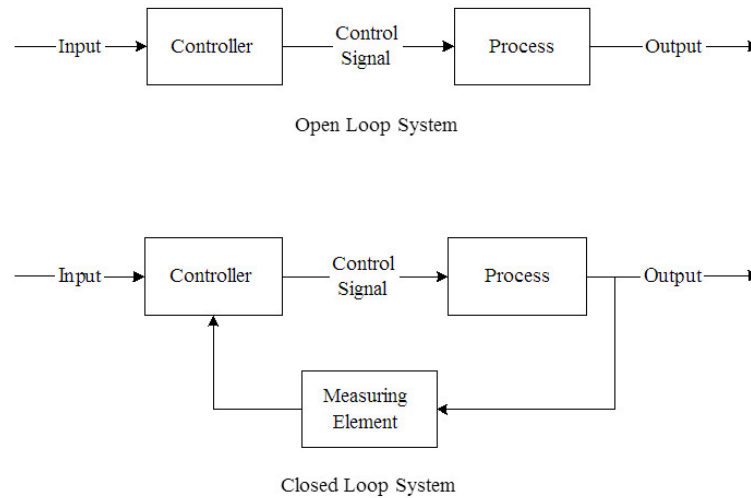 Input
Controller
Control
Signal
Process
Output
Open Loop System
Input
Controller
Control
Signal
Process
Output
Measuring
Element
Closed Loop System